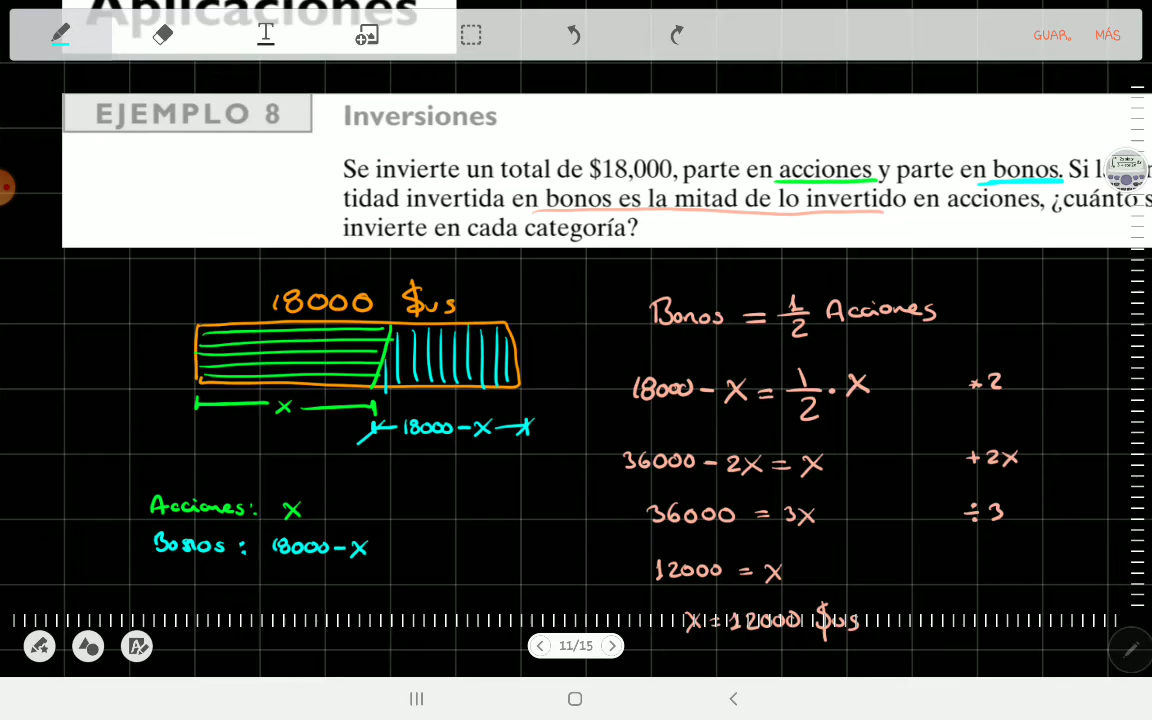 Aplicaciones
T
GUAR.
MÁS
EJEMPLO 8
Inversiones
Se invierte un total de $18,000, parte en acciones y parte en bonos. Si
tidad invertida en bonos es la mitad de lo invertido en acciones, ¿cuánto s
invierte en cada categoría?
18000 $us
Bonos = 1/2 Acciones
18000 - x = 1/2 · x
*2
x
18000 - x
36000 - 2x = x
+2x
Acciones: x
36000 = 3x
÷3
Bonos: 18000 - x
12000 = x
x = 12000 $us
11/15